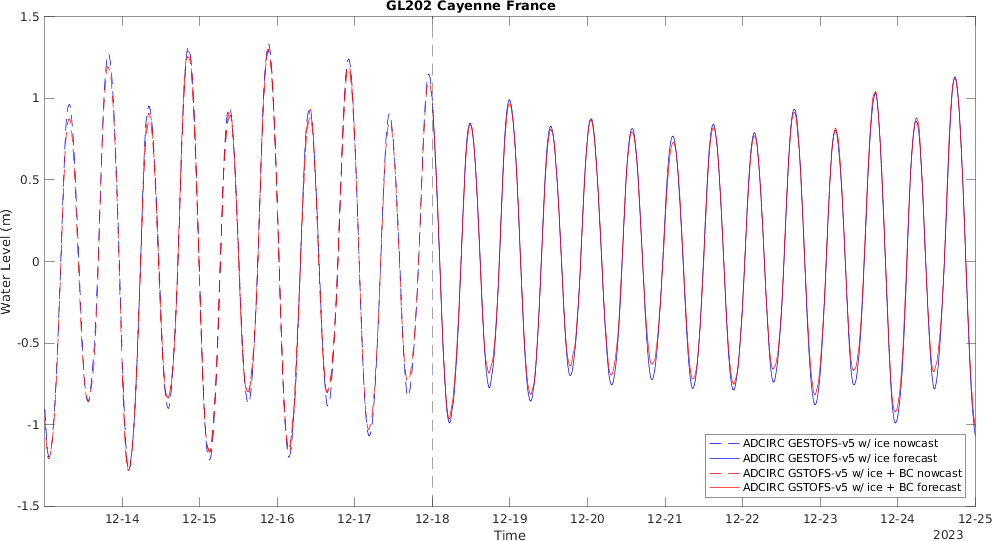 GL202 Cayenne France
1.5
1
0.5
0
-0.5
-1
-1.5
Water Level (m)
12-14 12-15 12-16 12-17 12-18 12-19 12-20 12-21 12-22 12-23 12-24 12-25
Time
2023
ADCIRC GESTOFS-v5 w/ ice nowcast
ADCIRC GESTOFS-v5 w/ ice forecast
ADCIRC GSTOFS-v5 w/ ice + BC nowcast
ADCIRC GSTOFS-v5 w/ ice + BC forecast